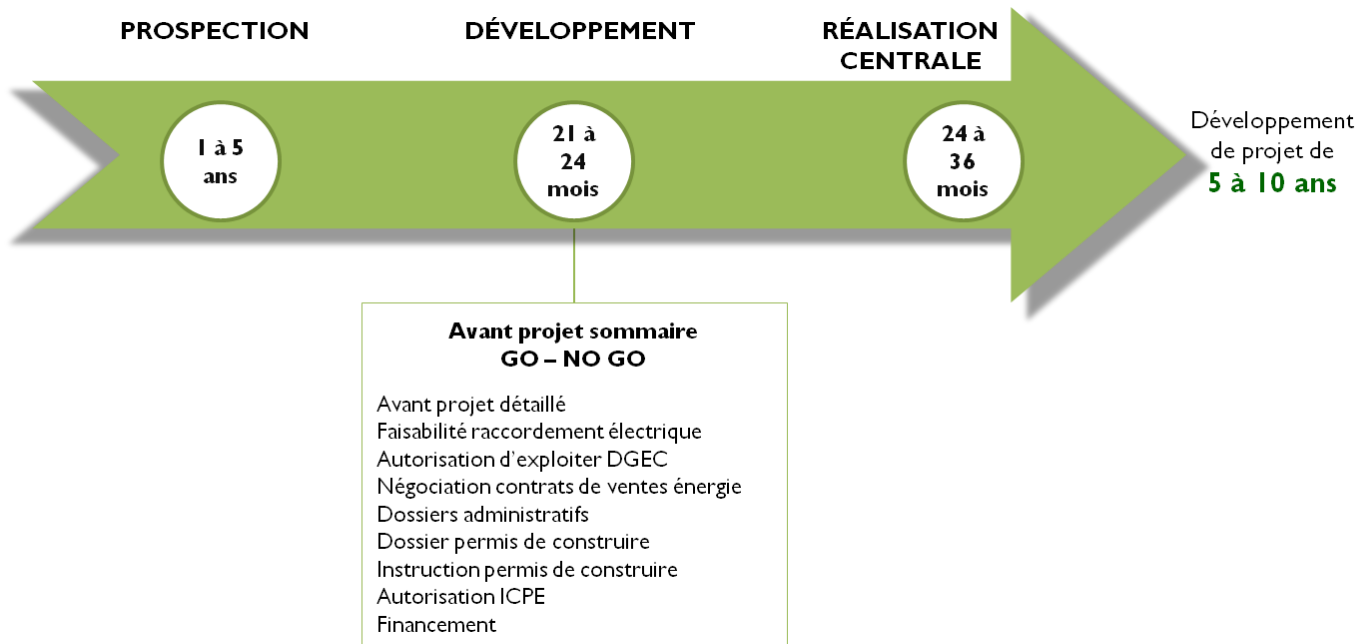 PROSPECTION
DÉVELOPPEMENT
RÉALISATION
CENTRALE
1 à 5
ans
21 à
24
mois
24 à
36
mois
Développement
de projet de
5 à 10 ans
Avant projet sommaire
GO – NO GO
Avant projet détaillé
Faisabilité raccordement électrique
Autorisation d'exploiter DGEC
Négociation contrats de ventes énergie
Dossiers administratifs
Dossier permis de construire
Instruction permis de construire
Autorisation ICPE
Financement